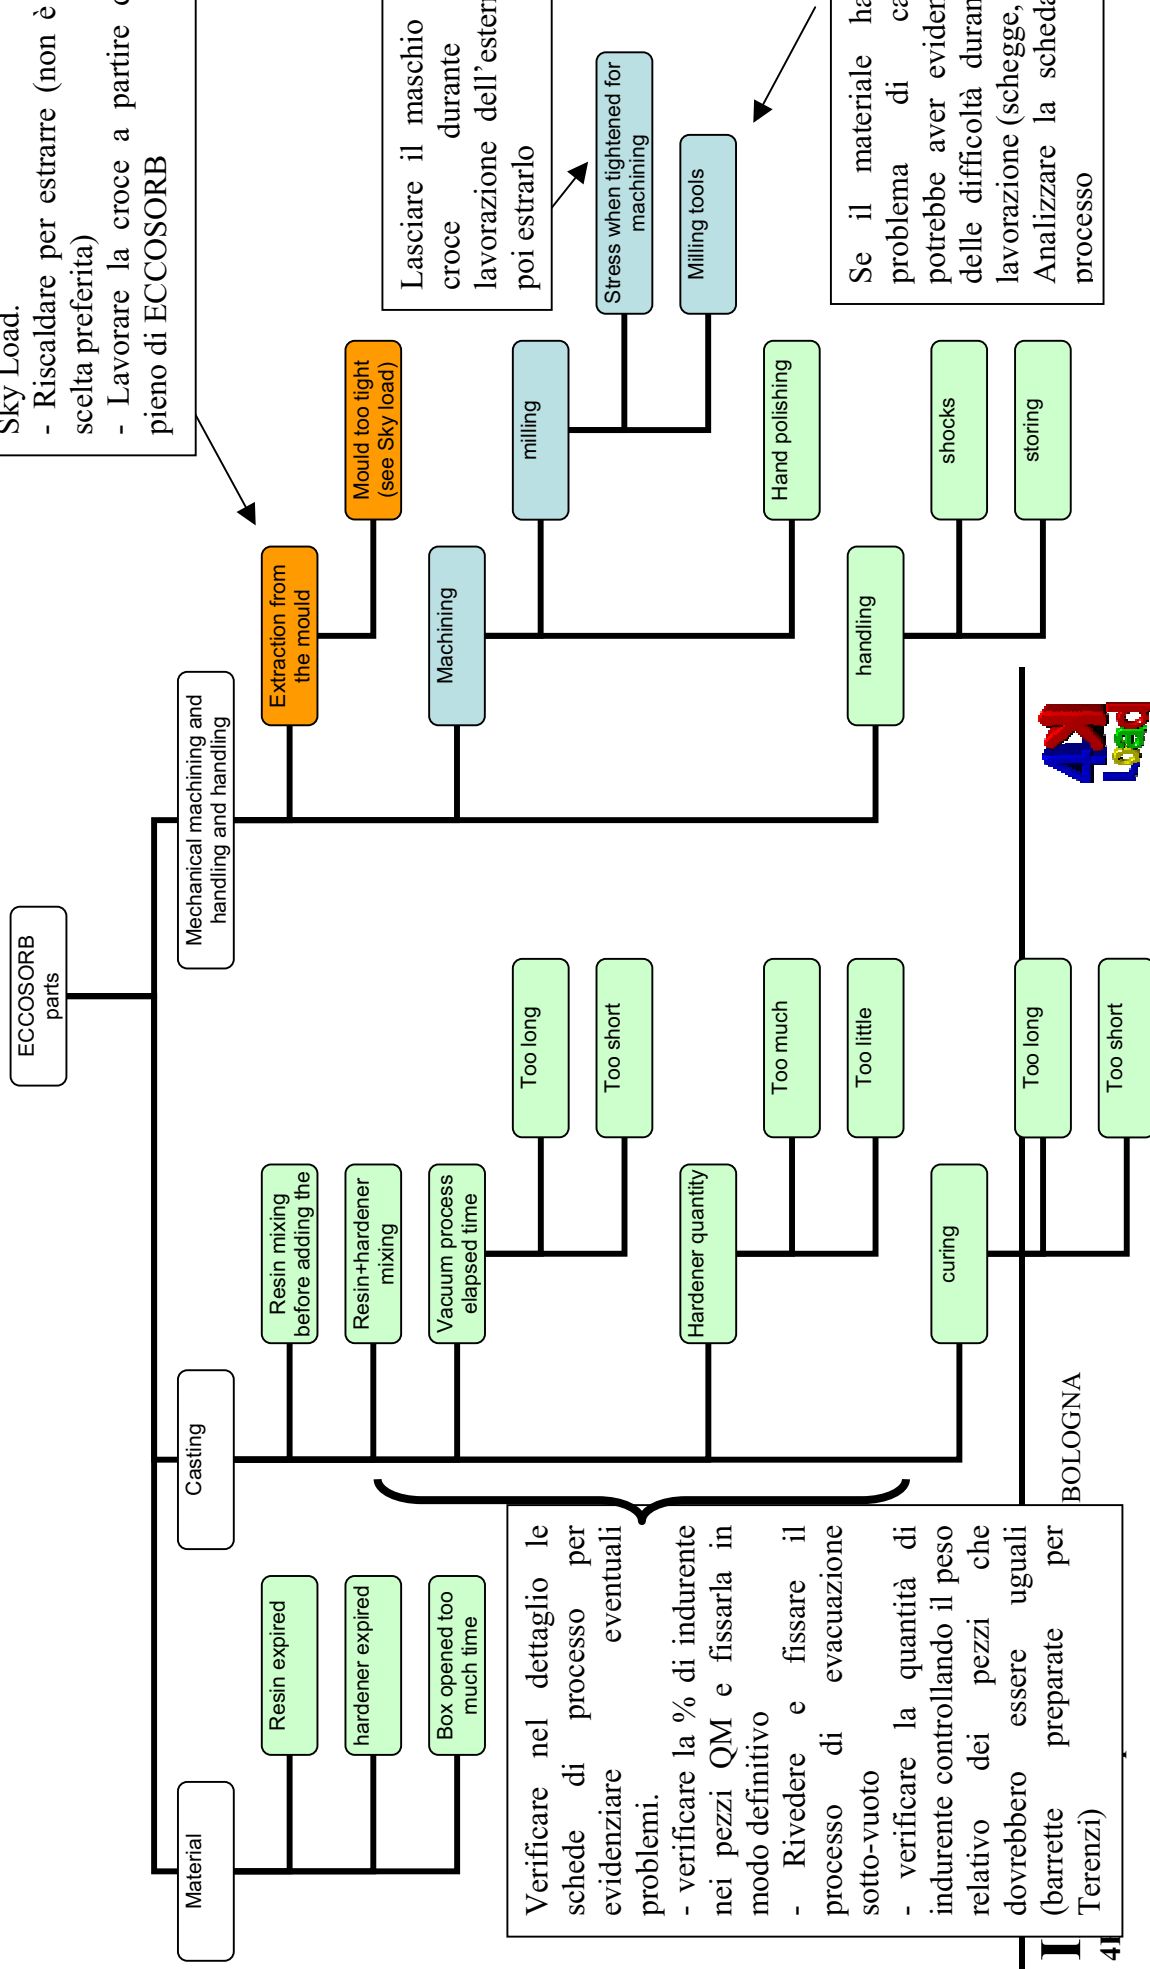 ECCOSORB
parts
Material
Resin expired
hardener expired
Box opened too
much time
Casting
Resin mixing
before adding the
Resin+hardener
mixing
Vacuum process
elapsed time
Too long
Too short
Hardener quantity
Too much
Too little
curing
Too long
Too short
Mechanical machining and
handling and handling
Extraction from
the mould
Mould too tight
(see Sky load)
Machining
milling
Stress when tightened for
machining
Milling tools
Hand polishing
handling
shocks
storing
Sky Load.
- Riscaldare per estrarre (non è
scelta preferita)
- Lavorare la croce a partire
pieno di ECCOSORB
Lasciare il maschio
croce durante
lavorazione
poi estrarlo
Se il materiale
problema di
potrebbe aver
delle difficoltà
lavorazione (schegge,
Analizzare la
processo
Verificare nel dettaglio le
schede di processo per
evidenziare eventuali
problemi.
- verificare la % di indurente
nei pezzi QM e fissarla in
modo definitivo
- Rivedere e fissare il
processo di evacuazione
sotto-vuoto
- verificare la quantità di
indurente controllando il peso
relativo dei pezzi che
dovrebbero essere uguali
(barrette preparate per
Terenzi)
BOLOGNA
4K
Load